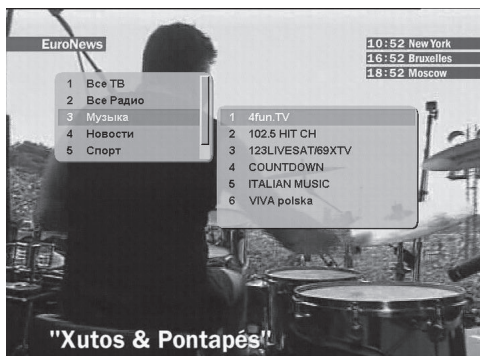 EuroNews
10:52 New York
16:52 Bruxelles
18:52 Moscow
1 Все ТВ
2 Все Радио
3 Музыка
4 Новости
5 Спорт
1 4fun.TV
2 102.5 HIT CH
3 123LIVESAT/69XTV
4 COUNTDOWN
5 ITALIAN MUSIC
6 VIVA polska
"Xutos & Pontapés"